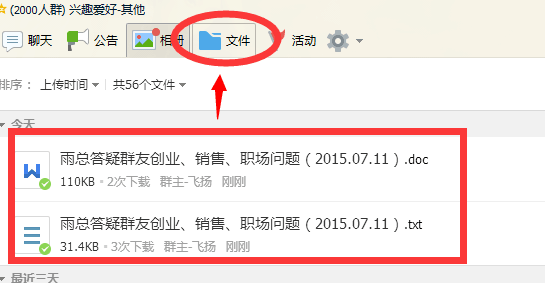 (2000人群) 兴趣爱好-其他
聊天 公告 相册 文件 活动
排序： 上传时间 共56个文件
今天
雨总答疑群友创业、销售、职场问题（2015.07.11）.doc
110KB 2次下载 群主-飞扬 刚刚
雨总答疑群友创业、销售、职场问题（2015.07.11）.txt
31.4KB 3次下载 群主-飞扬 刚刚
最近三天